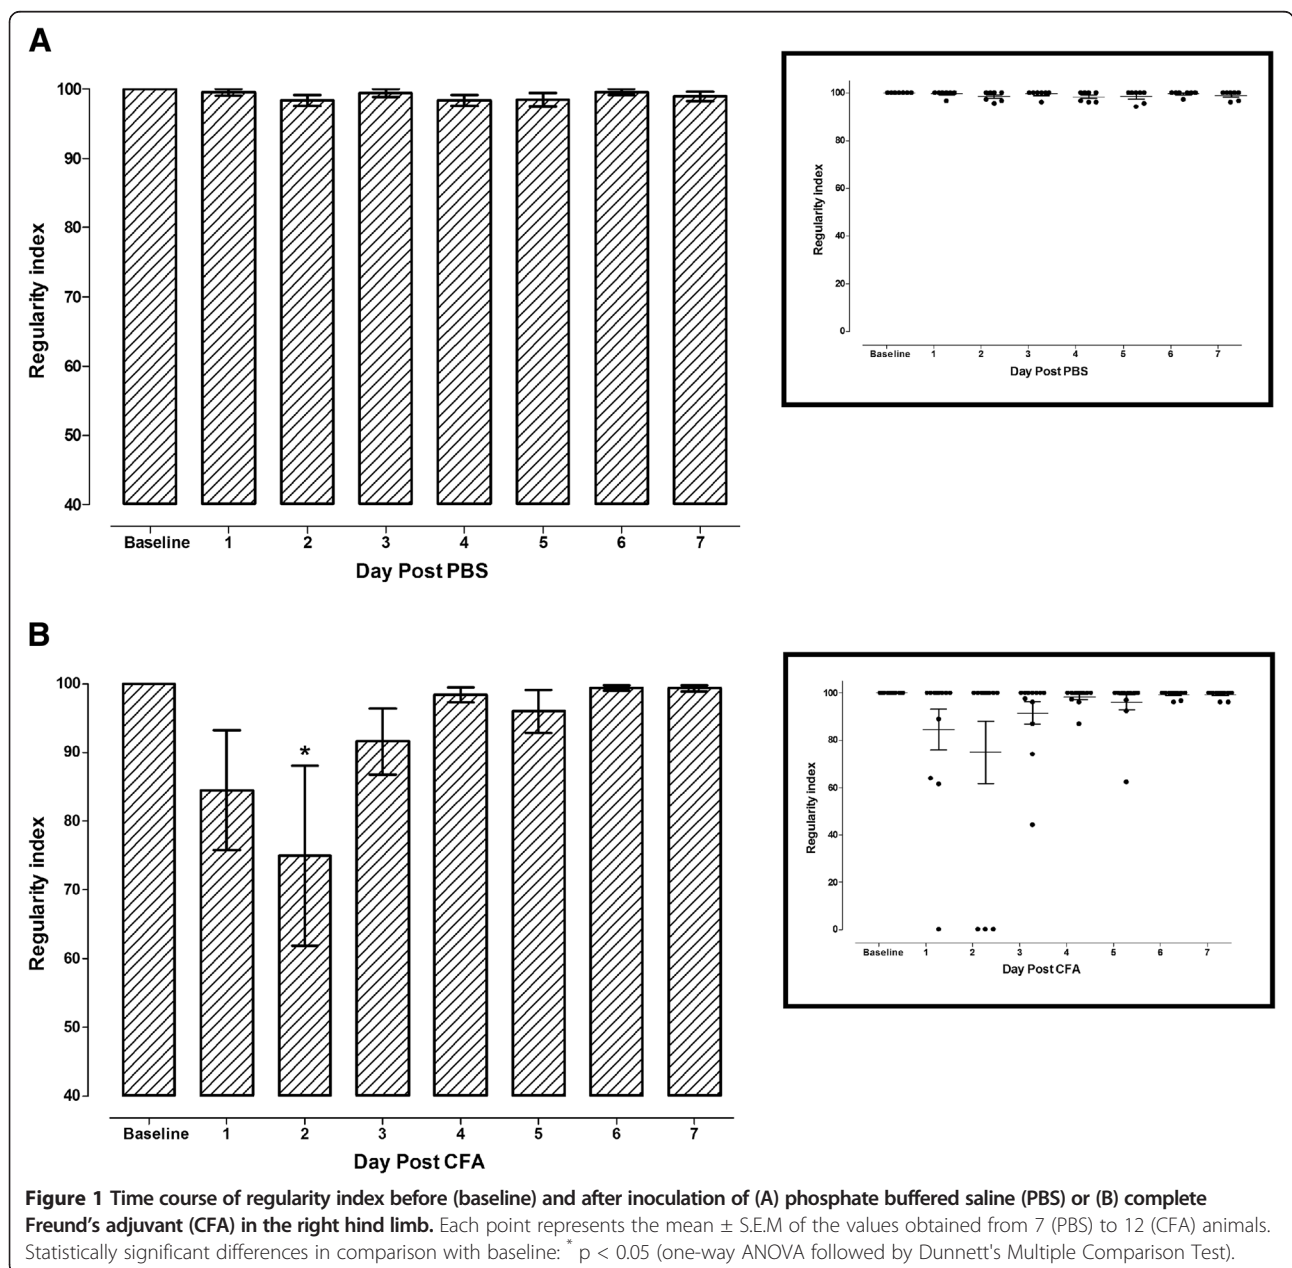 A
Regularity index
100
90
80
70
60
50
40
Baseline 1 2 3 4 5 6 7
Day Post PBS
Regularity index
100
80
60
40
20
0
Baseline 1 2 3 4 5 6 7
Day Post PBS
B
Regularity index
100
90
80
70
60
50
40
*
Baseline 1 2 3 4 5 6 7
Day Post CFA
Regularity index
100
80
60
40
20
0
Baseline 1 2 3 4 5 6 7
Day Post CFA
Figure 1 Time course of regularity index before (baseline) and after inoculation of (A) phosphate buffered saline (PBS) or (B) complete
Freund's adjuvant (CFA) in the right hind limb. Each point represents the mean ± S.E.M of the values obtained from 7 (PBS) to 12 (CFA) animals.
Statistically significant differences in comparison with baseline: * p < 0.05 (one-way ANOVA followed by Dunnett's Multiple Comparison Test).